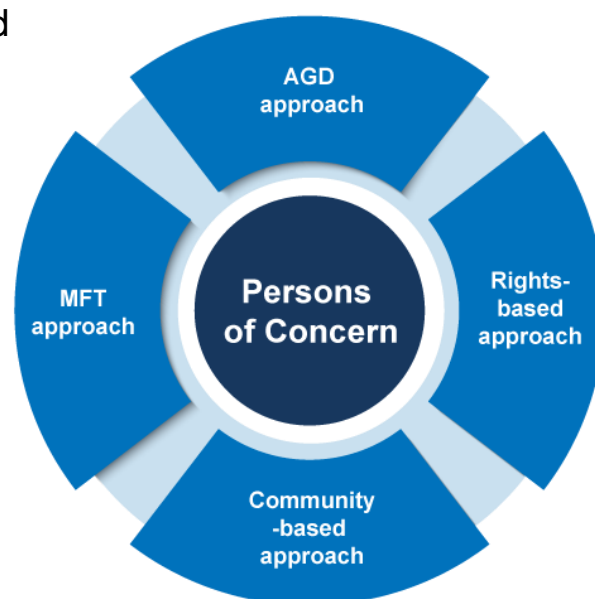 d
AGD
approach
MFT
approach
Persons
of Concern
Rights-
based
approach
Community
-based
approach